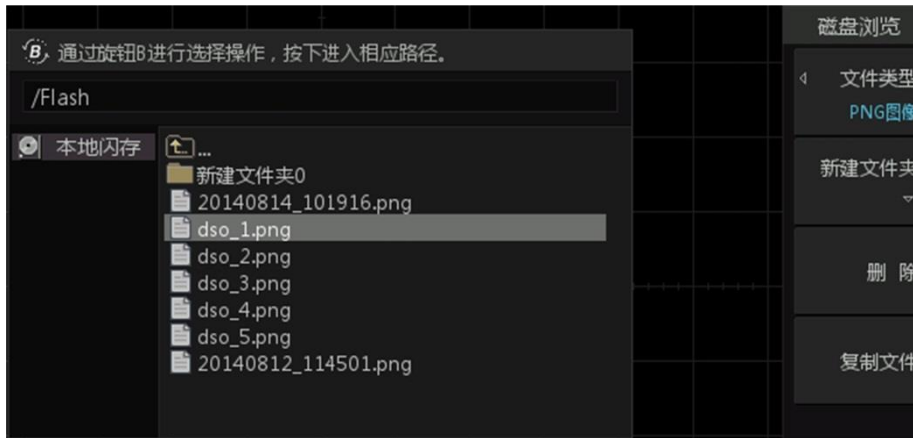 B 通过旋钮B进行选择操作，按下进入相应路径。
/Flash
本地闪存
...
新建文件夹0
20140814_101916.png
dso_1.png
dso_2.png
dso_3.png
dso_4.png
dso_5.png
20140812_114501.png
磁盘浏览
文件类型
PNG图像
新建文件夹
删 除
复制文件